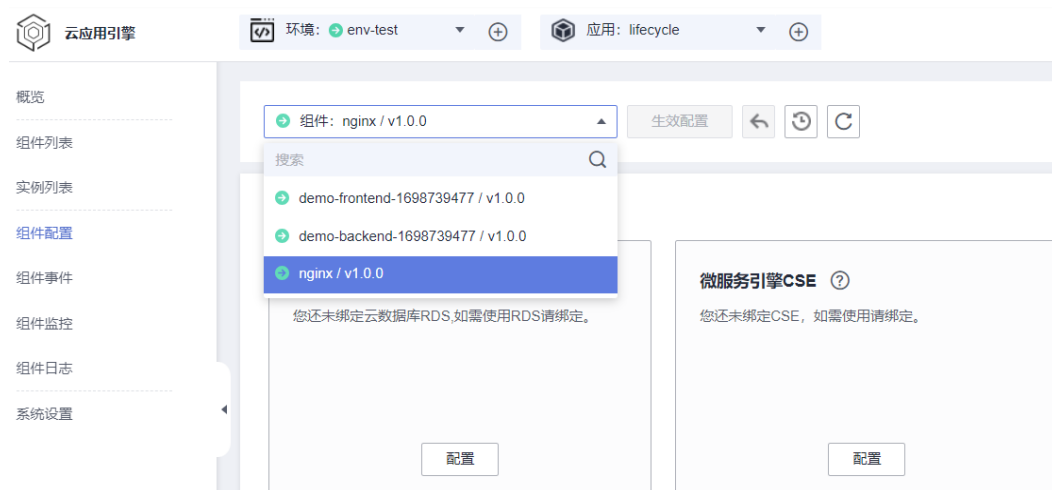 云应用引擎
环境: env-test
应用: lifecycle
概览
组件列表
实例列表
组件配置
组件事件
组件监控
组件日志
系统设置
组件: nginx / v1.0.0
生效配置
搜索
demo-frontend-1698739477 / v1.0.0
demo-backend-1698739477 / v1.0.0
nginx / v1.0.0
您还未绑定云数据库RDS,如需使用RDS请绑定。
配置
微服务引擎CSE
您还未绑定CSE，如需使用请绑定。
配置